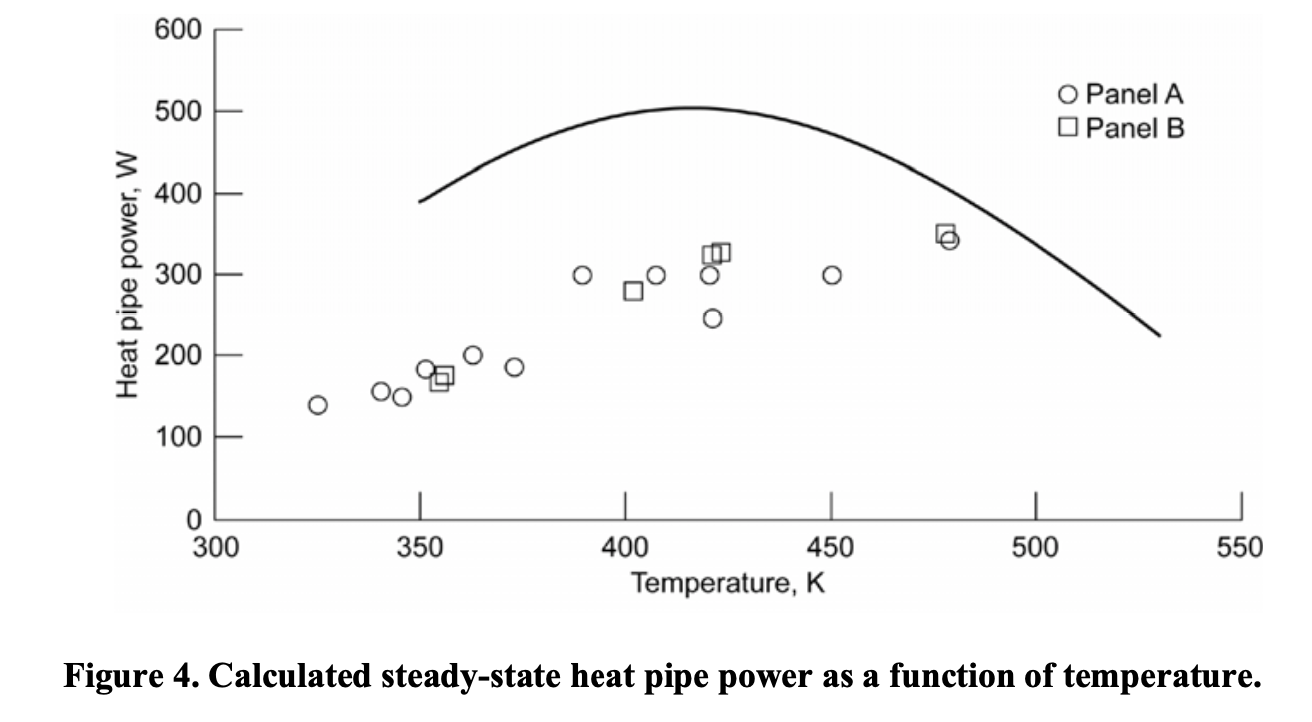 600
500
400
300
200
100
0
Heat pipe power, W
Panel A
Panel B
300 350 400 450 500 550
Temperature, K
Figure 4. Calculated steady-state heat pipe power as a function of temperature.